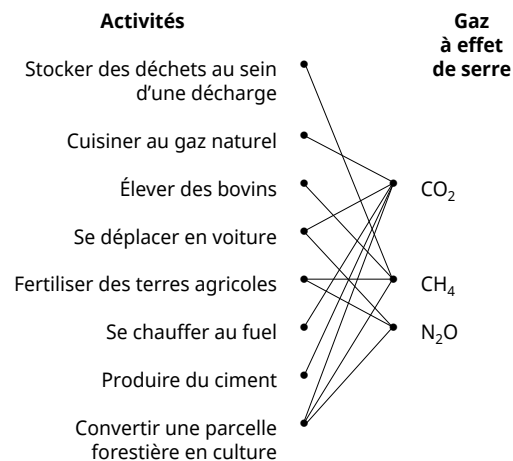 Activités
Gaz
à effet
de serre
Stocker des déchets au sein
d’une décharge
Cuisiner au gaz naturel
Élever des bovins
CO₂
Se déplacer en voiture
Fertiliser des terres agricoles
CH₄
Se chauffer au fuel
N₂O
Produire du ciment
Convertir une parcelle
forestière en culture